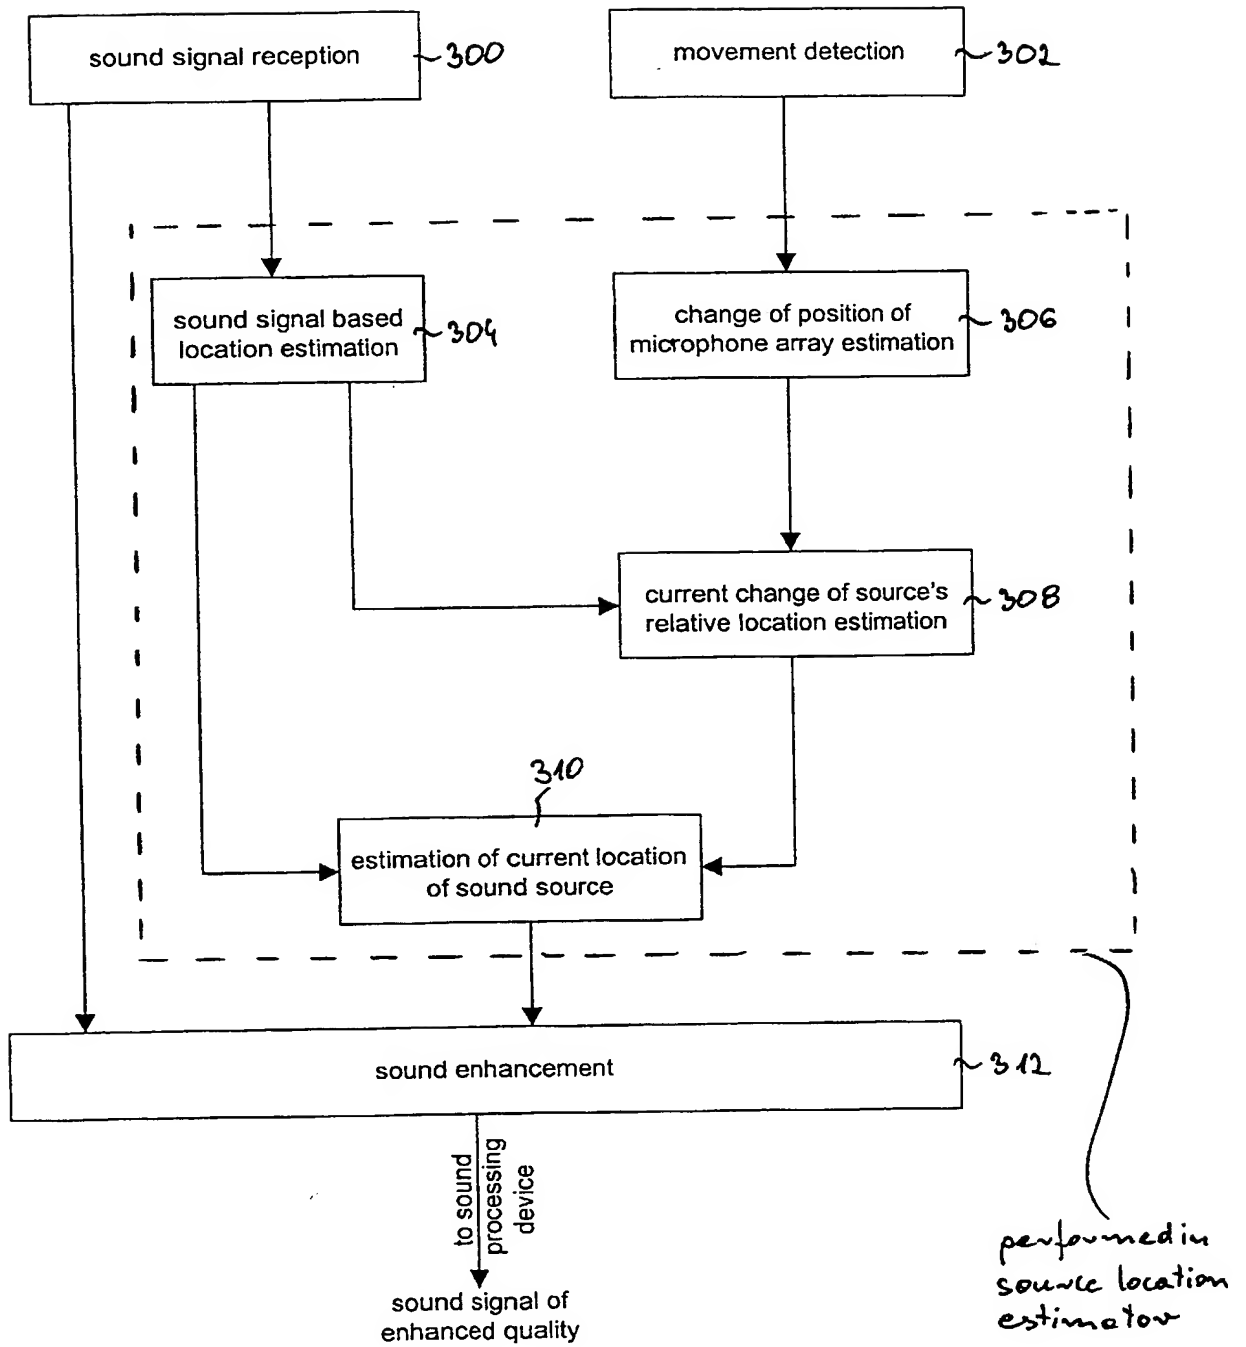 sound signal reception
300
movement detection
302
sound signal based
location estimation
304
change of position of
microphone array estimation
306
current change of source's
relative location estimation
308
310
estimation of current location
of sound source
sound enhancement
312
to sound
processing
device
sound signal of
enhanced quality
performed in
source location
estimator